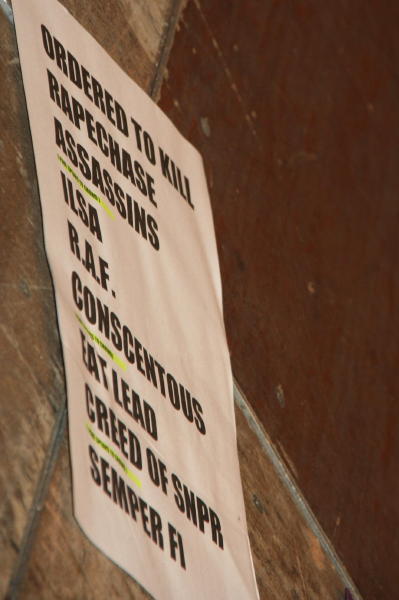 ORDERED TO KILL
RAPECHASE
ASSASSINS
ILSA
R.A.F.
CONSCENTOUS
EAT LEAD
CREED OF SNPR
SEMPER FI